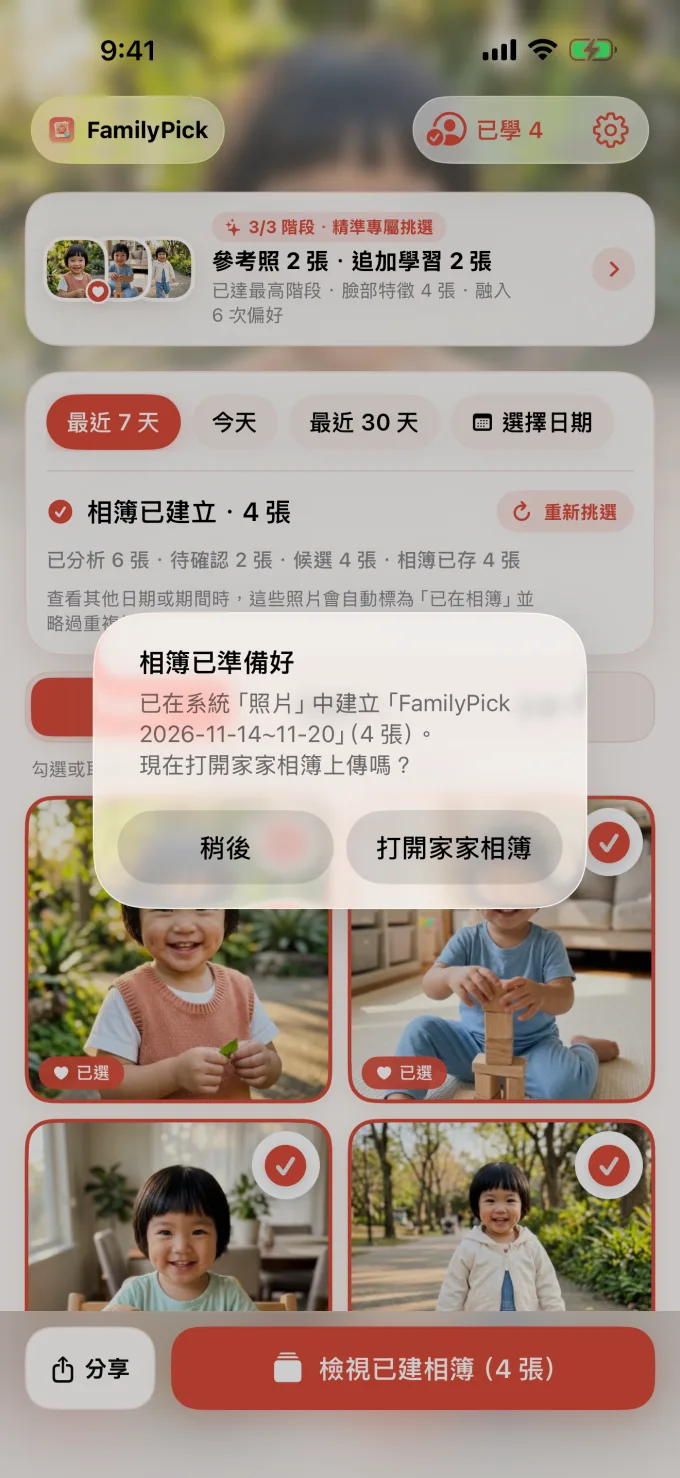 9:41
FamilyPick
已學 4
3/3 階段 · 精準專屬挑選
參考照 2 張 · 追加學習 2 張
已達最高階段 · 臉部特徵 4 張 · 融入
6 次偏好
最近 7 天
今天
最近 30 天
選擇日期
相簿已建立 · 4 張
重新挑選
已分析 6 張 · 待確認 2 張 · 候選 4 張 · 相簿已存 4 張
查看其他日期或期間時，這些照片會自動標為「已在相簿」並
略過重複
相簿已準備好
已在系統「照片」中建立「FamilyPick
2026-11-14~11-20」（4 張）。
現在打開家家相簿上傳嗎？
稍後
打開家家相簿
勾選或
已選
已選
分享
檢視已建相簿（4 張）